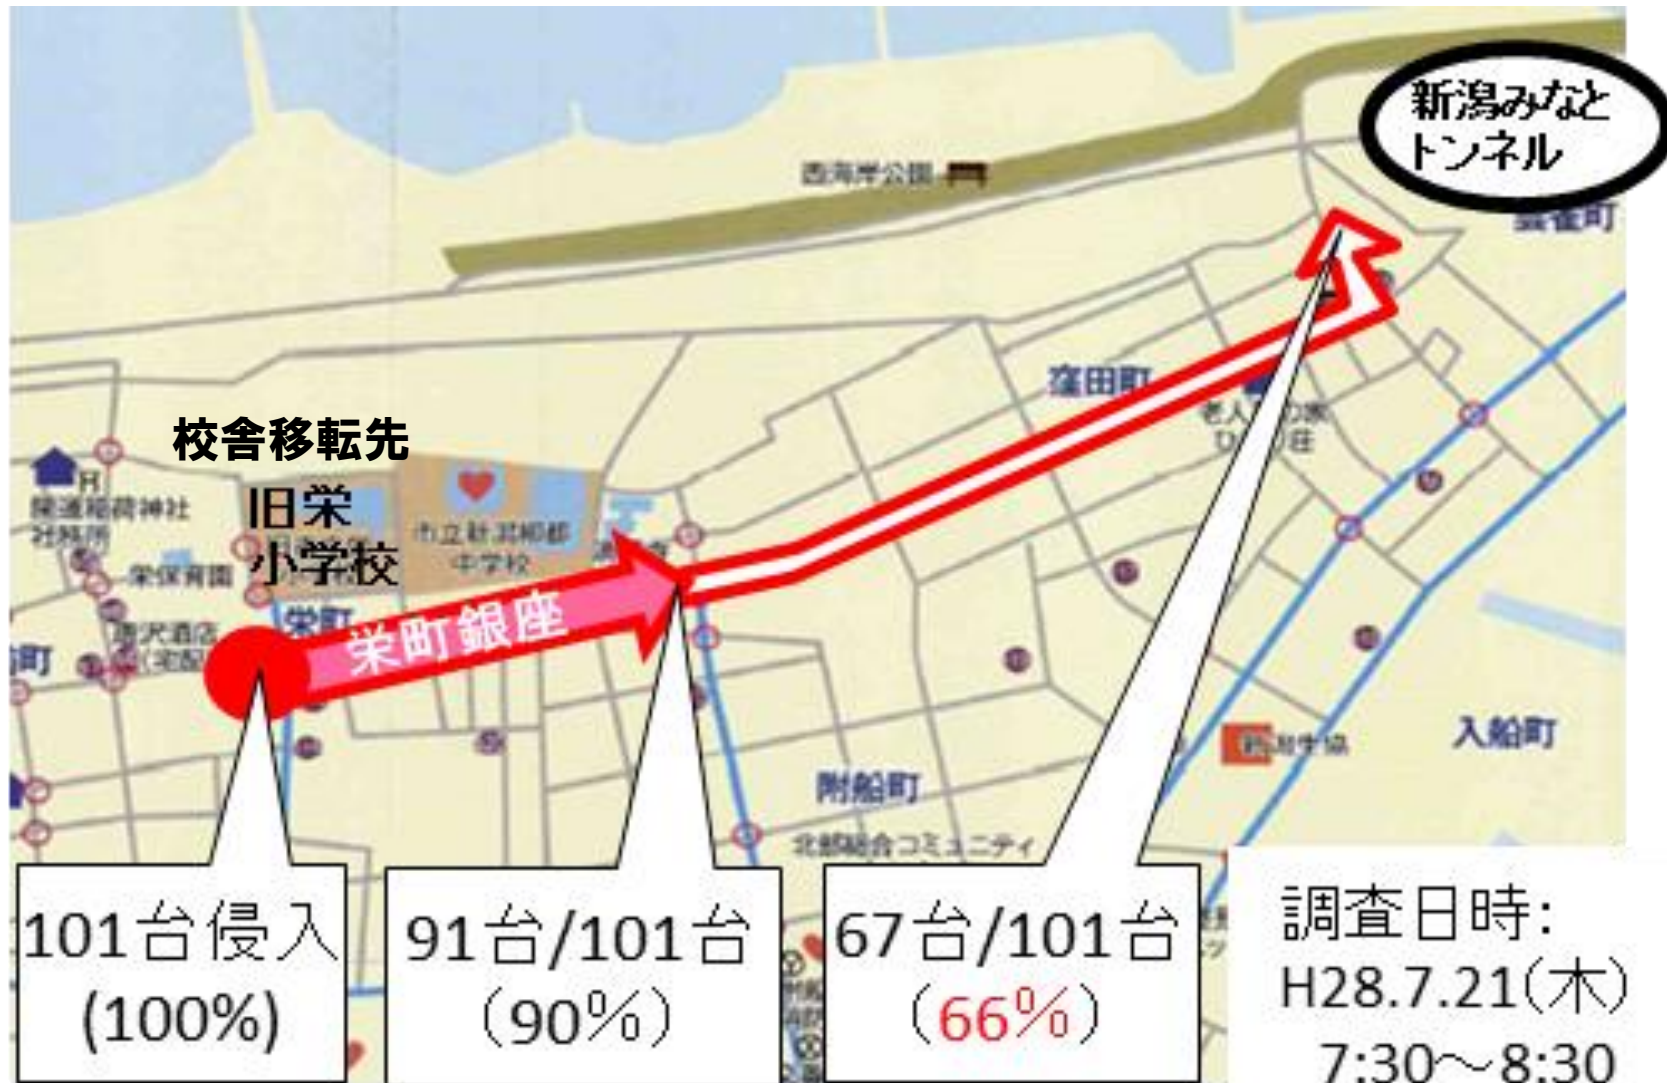 新潟みなと
トンネル
西海岸公園
窪田町
校舎移転先
旧栄
小学校
市立新潟柳都
中学校
栄保育園
栄町
栄町銀座
入船町
附船町
北部総合コミュニティ
101台侵入
(100%)
91台/101台
（90%）
67台/101台
（66%）
調査日時:
H28.7.21(木)
7:30～8:30